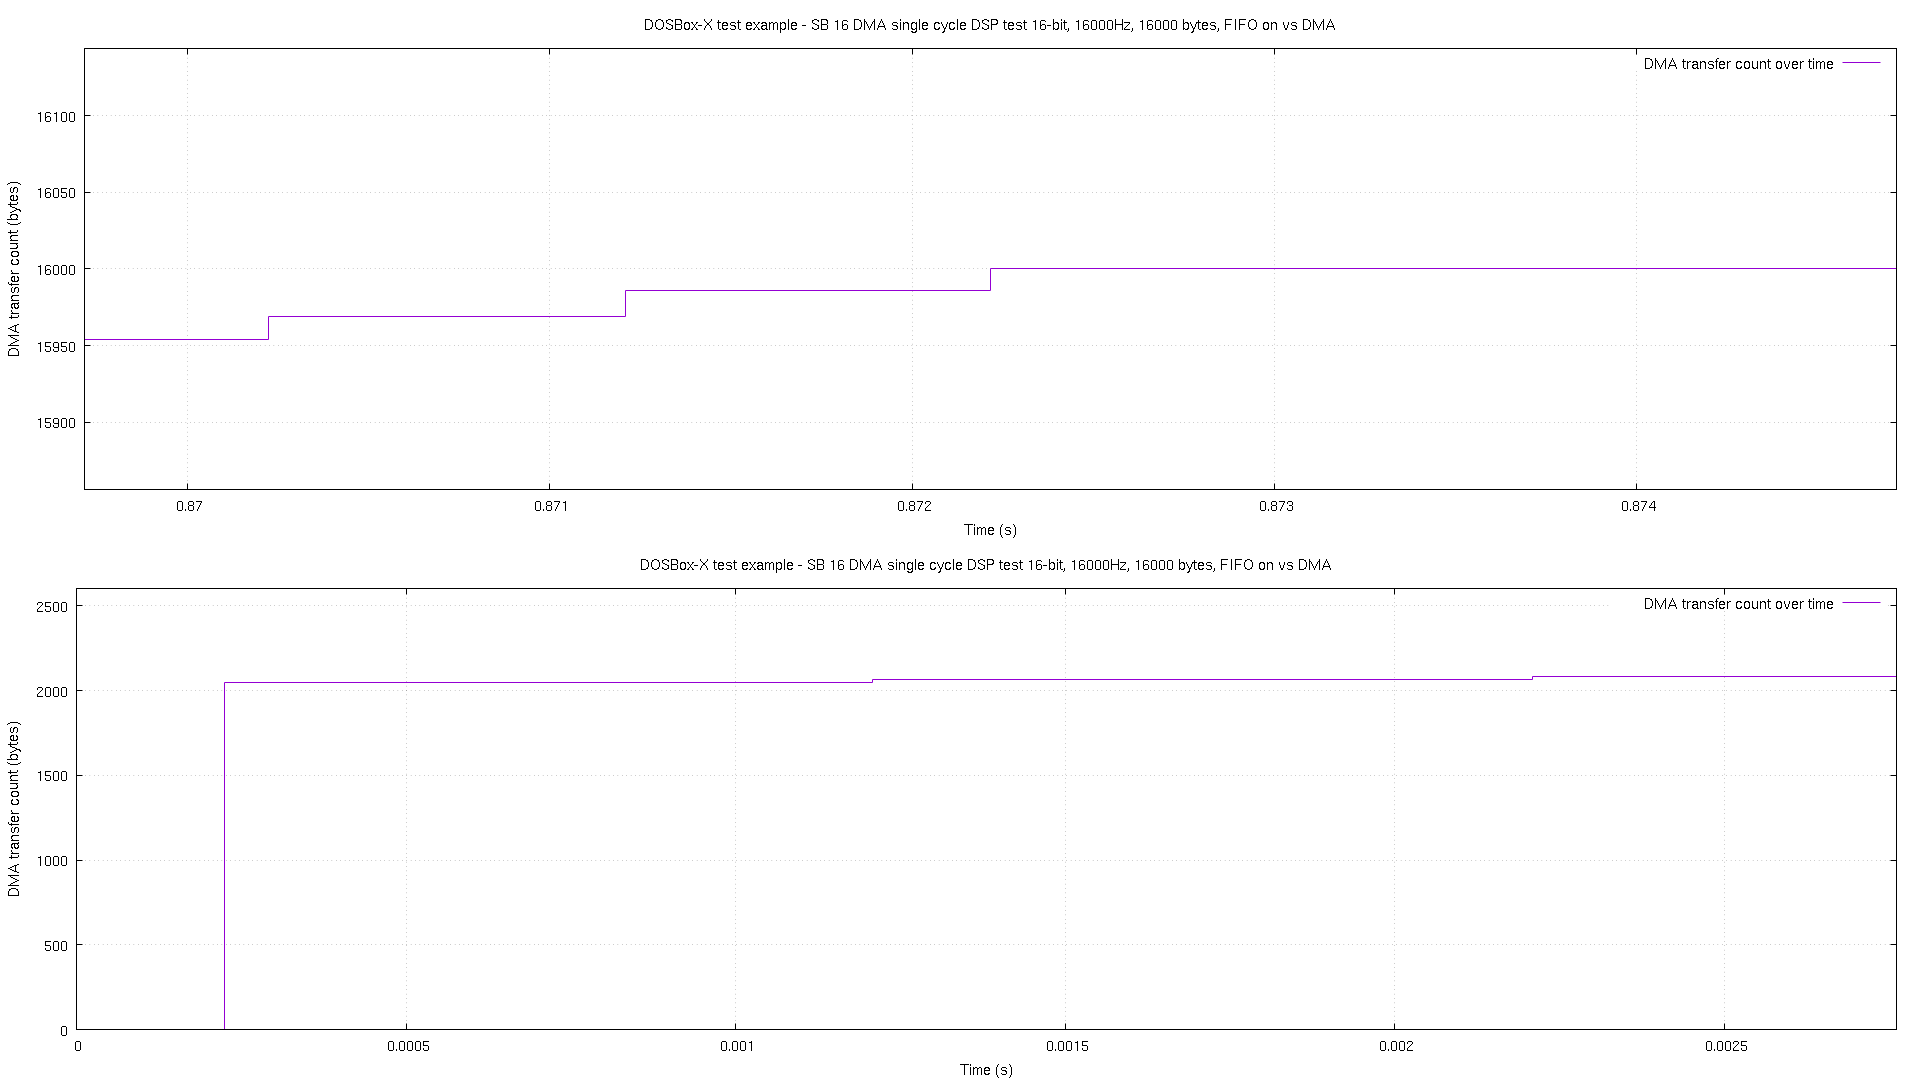 DOSBox-X test example - SB 16 DMA single cycle DSP test 16-bit, 16000Hz, 16000 bytes, FIFO on vs DMA
DMA transfer count over time
DMA transfer count (bytes)
16100
16050
16000
15950
15900
0.87 0.871 0.872 0.873 0.874
Time (s)
DOSBox-X test example - SB 16 DMA single cycle DSP test 16-bit, 16000Hz, 16000 bytes, FIFO on vs DMA
DMA transfer count over time
DMA transfer count (bytes)
2500
2000
1500
1000
500
0
0 0.0005 0.001 0.0015 0.002 0.0025
Time (s)